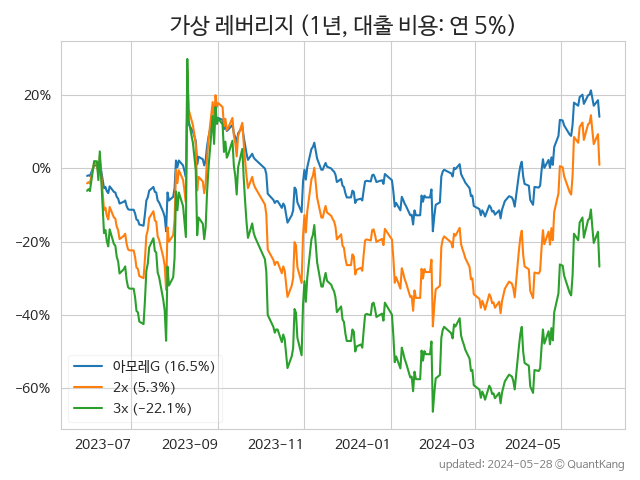 가상 레버리지 (1년, 대출 비용: 연 5%)
20%
0%
−20%
−40%
−60%
아모레G (16.5%)
2x (5.3%)
3x (−22.1%)
2023-07 2023-09 2023-11 2024-01 2024-03 2024-05
updated: 2024-05-28 © QuantKang